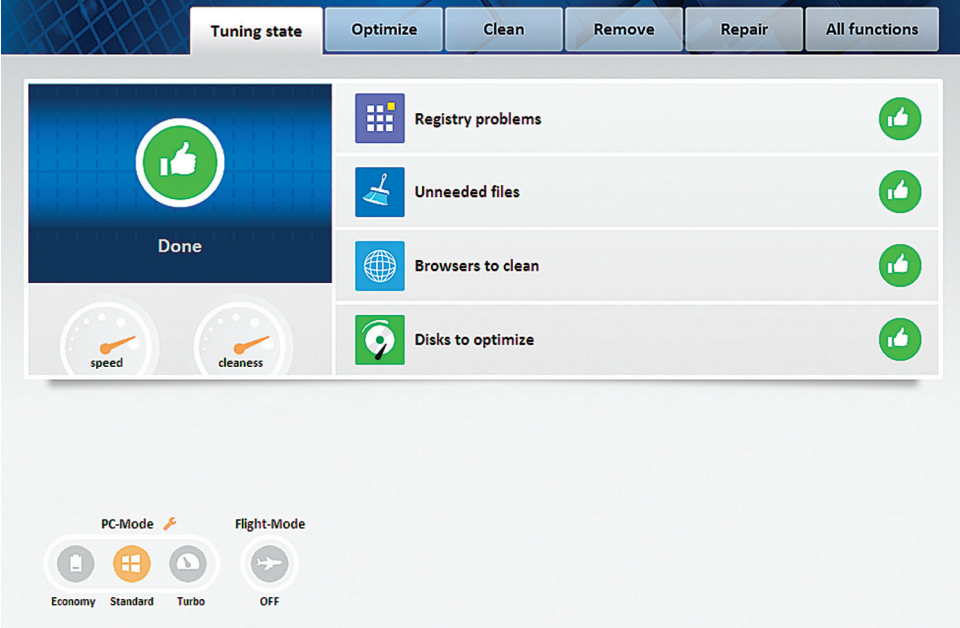 Tuning state
Optimize
Clean
Remove
Repair
All functions
Registry problems
Unneeded files
Done
Browsers to clean
Disks to optimize
speed
cleaness
PC-Mode
Flight-Mode
Economy
Standard
Turbo
OFF